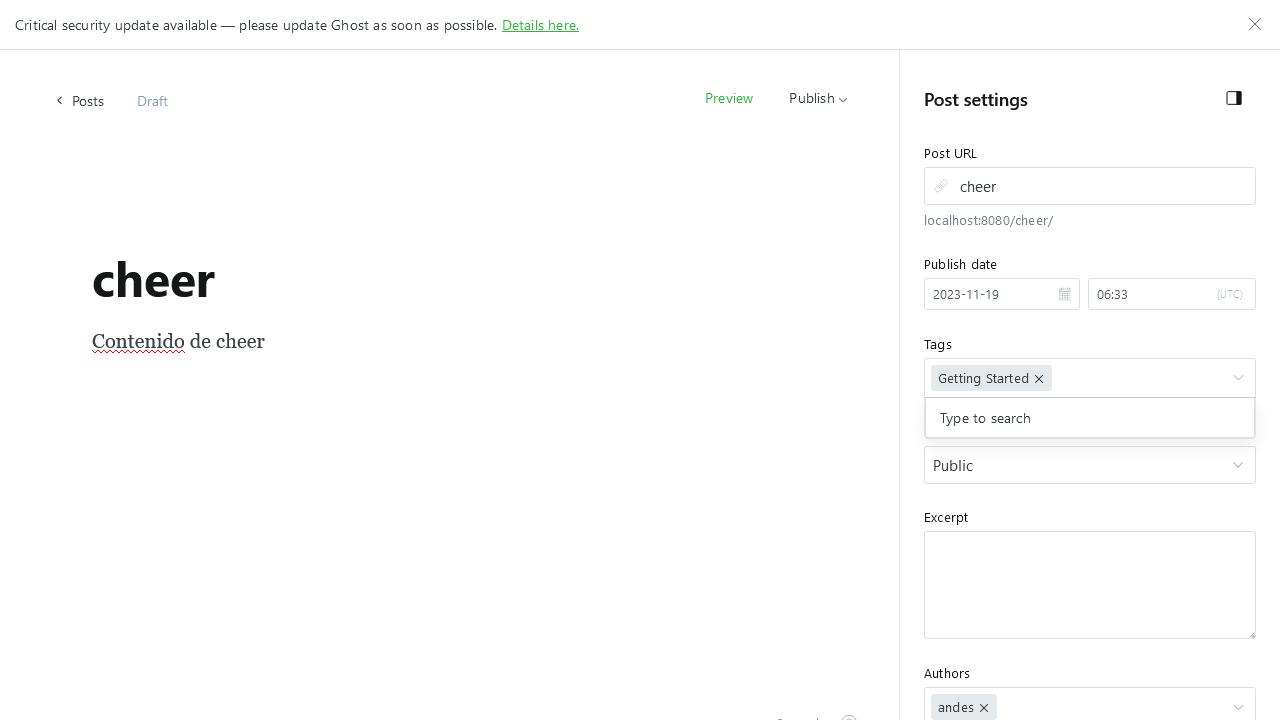 Critical security update available — please update Ghost as soon as possible. Details here.
Posts
Draft
Preview
Publish
Post settings
Post URL
cheer
localhost:8080/cheer/
Publish date
2023-11-19
06:33
(UTC)
cheer
Contenido de cheer
Tags
Getting Started
Type to search
Public
Excerpt
Authors
andes